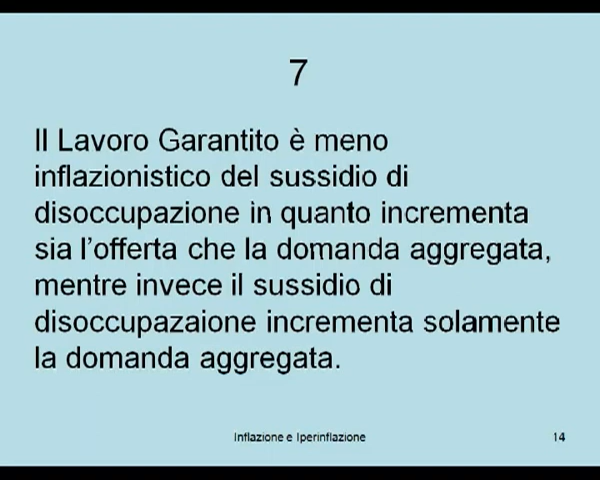 7
Il Lavoro Garantito è meno
inflazionistico del sussidio di
disoccupazione in quanto incrementa
sia l'offerta che la domanda aggregata,
mentre invece il sussidio di
disoccupazaione incrementa solamente
la domanda aggregata.
Inflazione e Iperinflazione 14